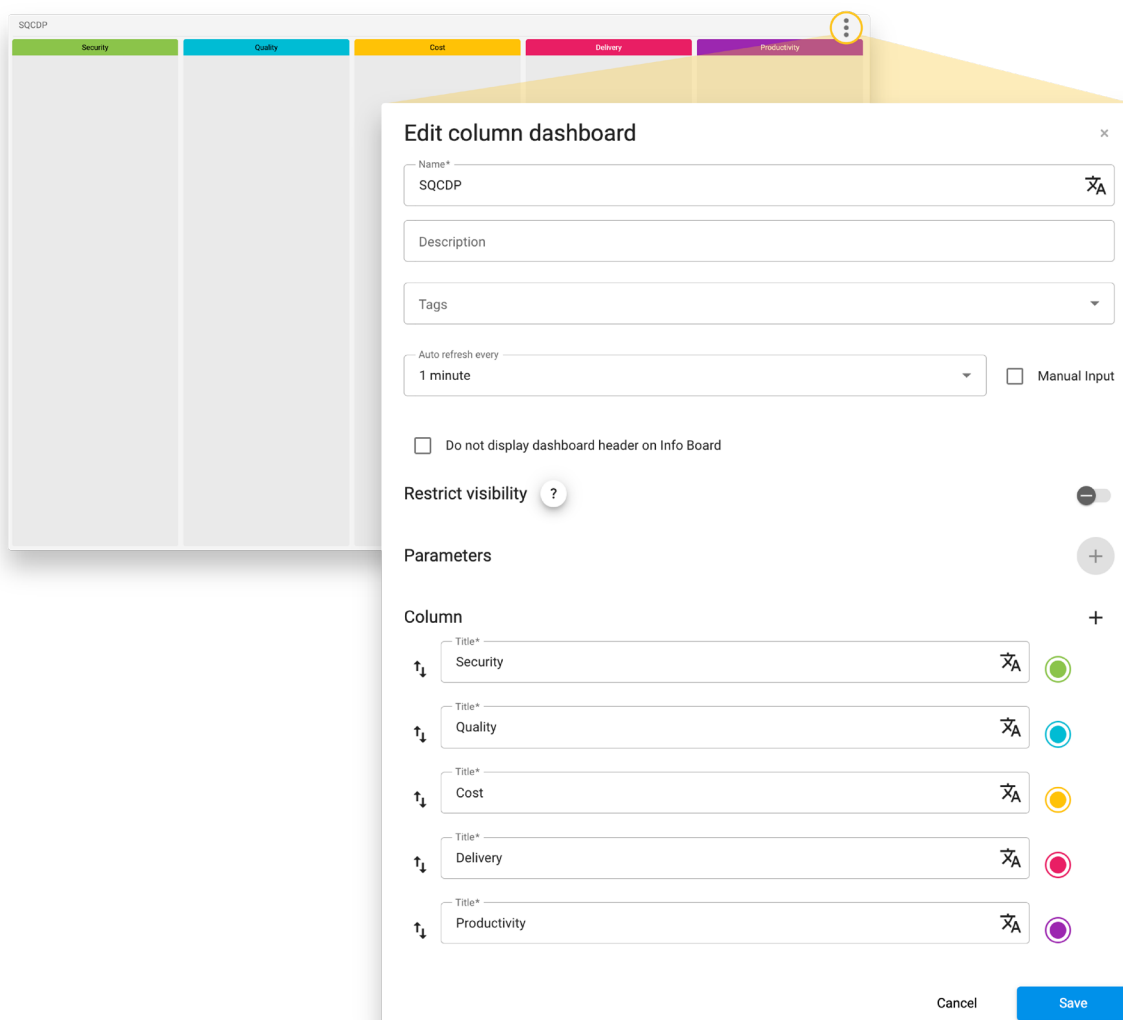 SQCDP
Security Quality Cost Delivery Productivity
Edit column dashboard ×
Name*
SQCDP
Description
Tags
Auto refresh every
1 minute
Manual Input
Do not display dashboard header on Info Board
Restrict visibility ?
Parameters +
Column +
Title*
Security
Title*
Quality
Title*
Cost
Title*
Delivery
Title*
Productivity
Cancel Save